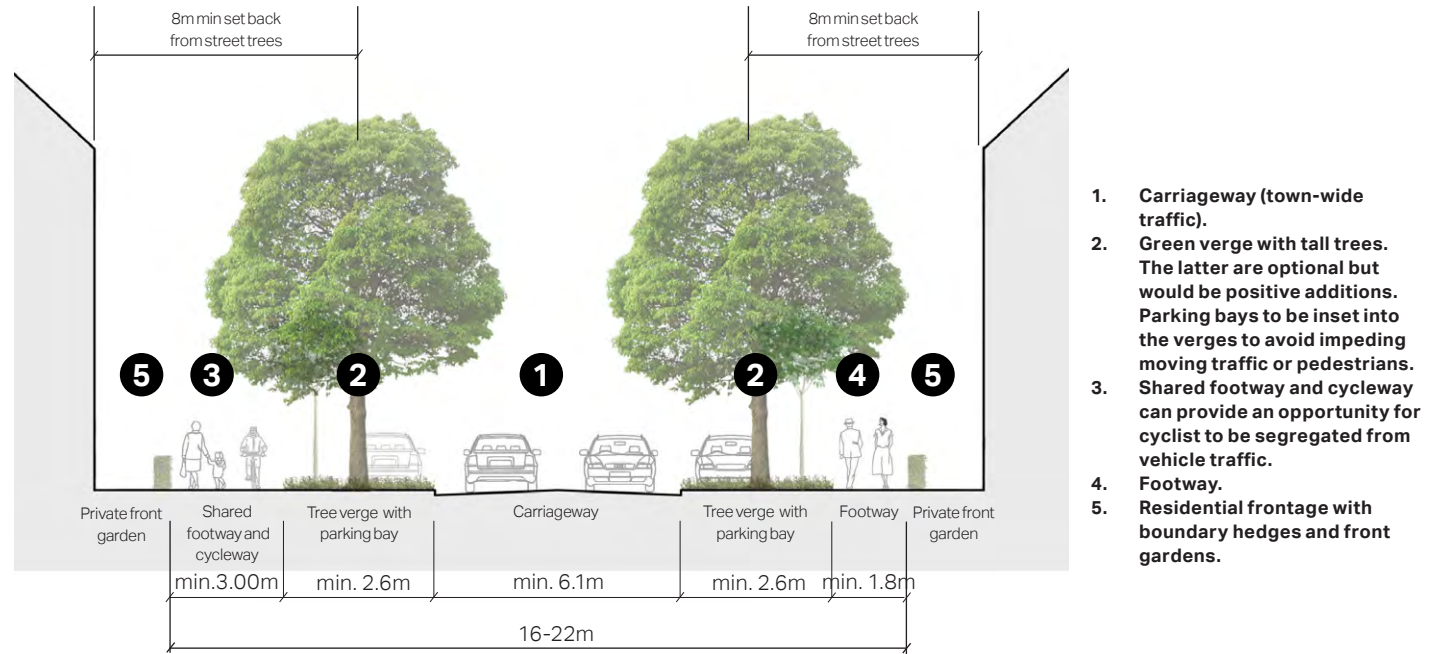 8m min set back
from street trees
8m min set back
from street trees
5
3
2
1
2
4
5
Private front
garden
Shared
footway and
cycleway
Tree verge with
parking bay
Carriageway
Tree verge with
parking bay
Footway
Private front
garden
min.3.00m
min. 2.6m
min. 6.1m
min. 2.6m
min. 1.8m
16-22m
1. Carriageway (town-wide
traffic).
2. Green verge with tall trees.
The latter are optional but
would be positive additions.
Parking bays to be inset into
the verges to avoid impeding
moving traffic or pedestrians.
3. Shared footway and cycleway
can provide an opportunity for
cyclist to be segregated from
vehicle traffic.
4. Footway.
5. Residential frontage with
boundary hedges and front
gardens.